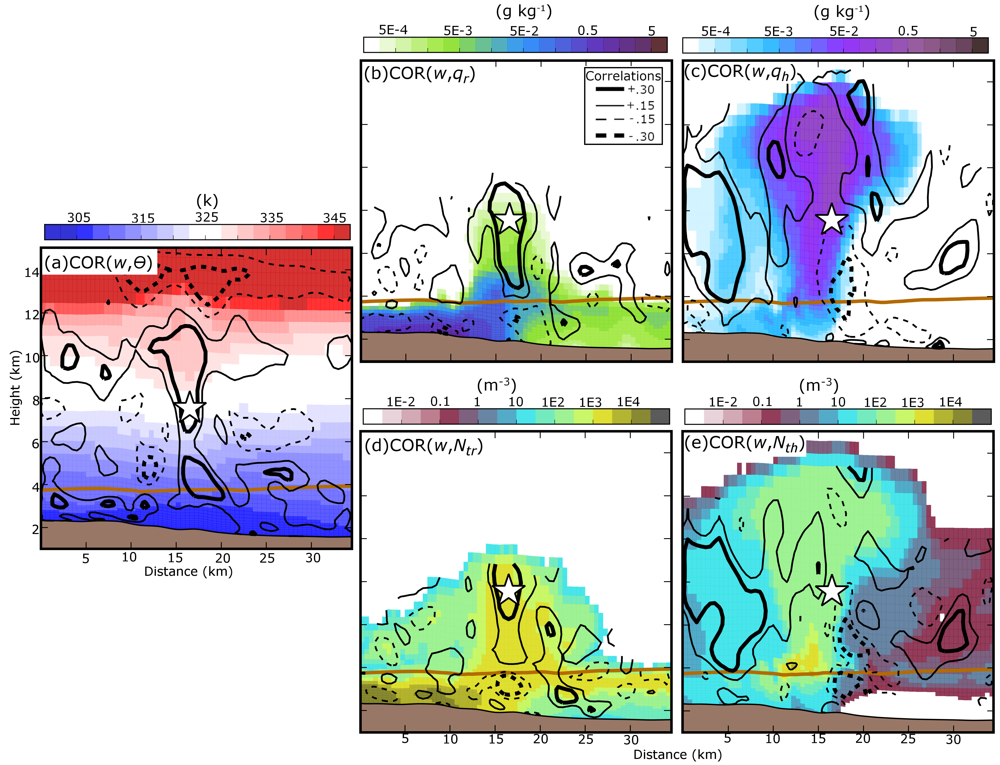 (g kg-1)
5E-4 5E-3 5E-2 0.5 5
(b)COR(w,qr)
Correlations
+.30
+.15
-.15
-.30
(g kg-1)
5E-4 5E-3 5E-2 0.5 5
(c)COR(w,qh)
(k)
305 315 325 335 345
(a)COR(w,Θ)
14
12
10
8
6
4
2
Height (km)
5 10 15 20 25 30
Distance (km)
(m-3)
1E-2 0.1 1 10 1E2 1E3 1E4
(d)COR(w,Ntr)
5 10 15 20 25 30
(m-3)
1E-2 0.1 1 10 1E2 1E3 1E4
(e)COR(w,Nth)
5 10 15 20 25 30
Distance (km)